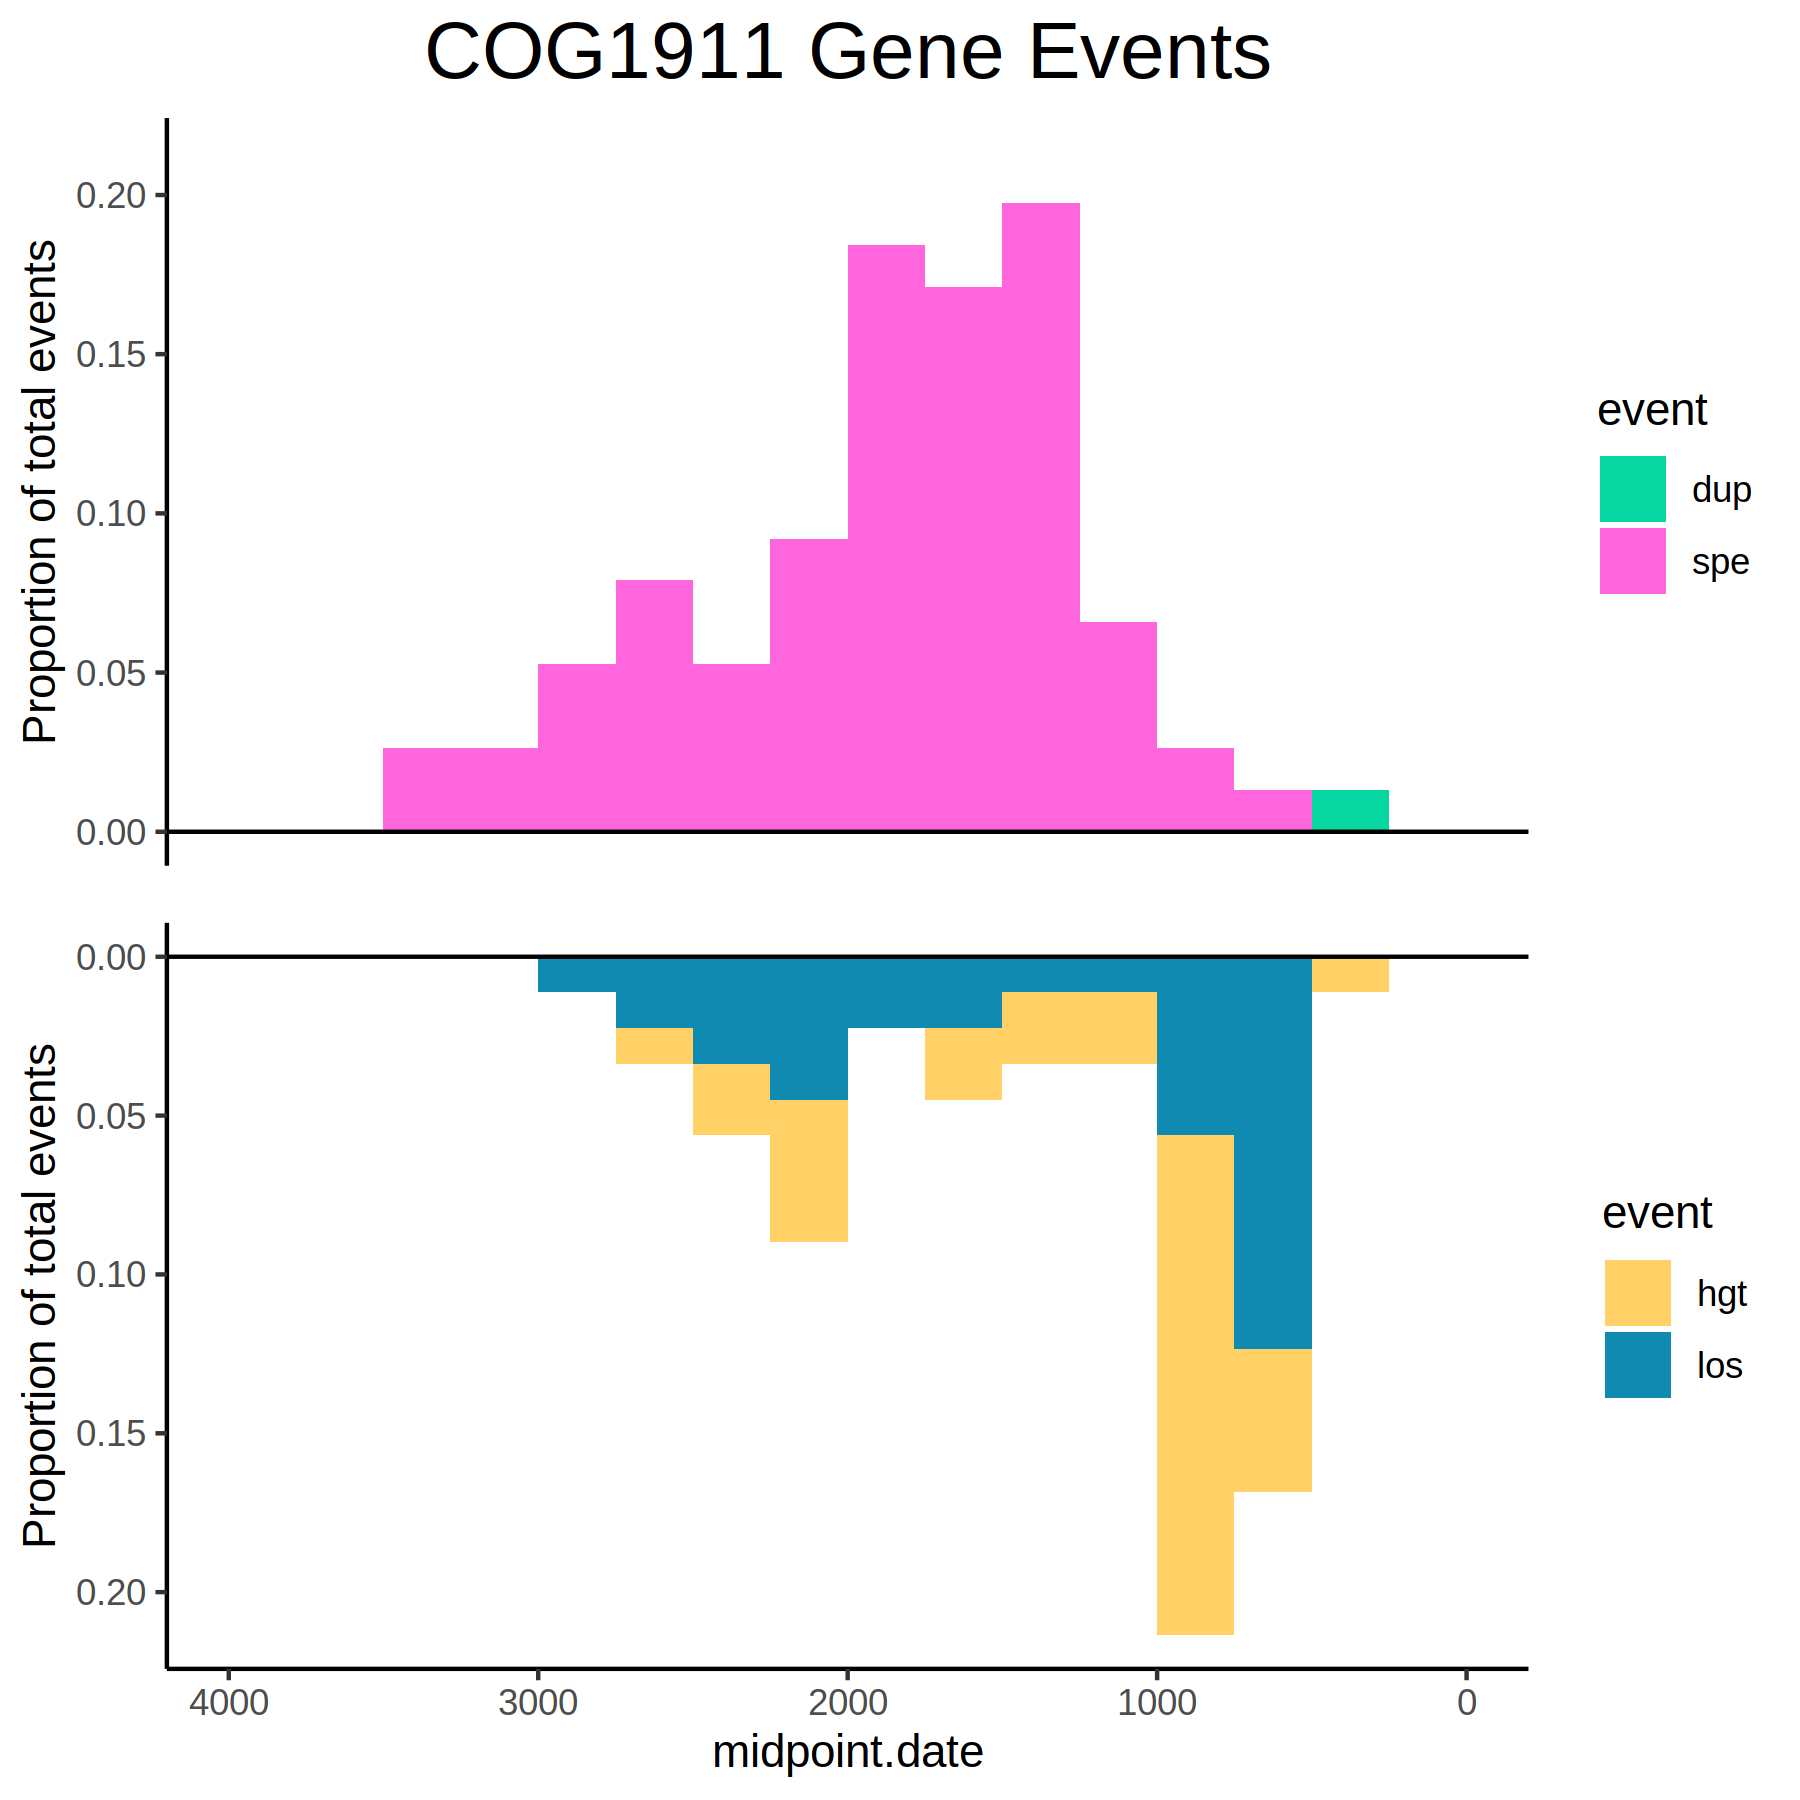 COG1911 Gene Events
Proportion of total events
0.20
0.15
0.10
0.05
0.00
event
dup
spe
Proportion of total events
0.00
0.05
0.10
0.15
0.20
event
hgt
los
4000 3000 2000 1000 0
midpoint.date